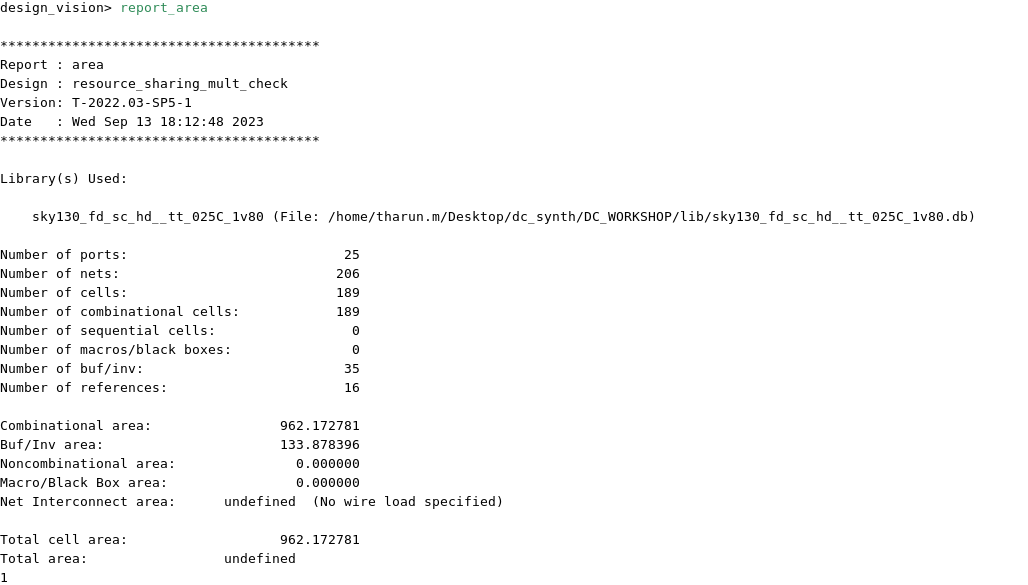 design_vision> report_area
****************************************
Report : area
Design : resource_sharing_mult_check
Version: T-2022.03-SP5-1
Date   : Wed Sep 13 18:12:48 2023
****************************************
Library(s) Used:
    sky130_fd_sc_hd__tt_025C_1v80 (File: /home/tharun.m/Desktop/dc_synth/DC_WORKSHOP/lib/sky130_fd_sc_hd__tt_025C_1v80.db)
Number of ports:                           25
Number of nets:                           206
Number of cells:                          189
Number of combinational cells:            189
Number of sequential cells:                 0
Number of macros/black boxes:               0
Number of buf/inv:                         35
Number of references:                      16
Combinational area:                962.172781
Buf/Inv area:                      133.878396
Noncombinational area:               0.000000
Macro/Black Box area:                0.000000
Net Interconnect area:      undefined  (No wire load specified)
Total cell area:                   962.172781
Total area:                 undefined
1